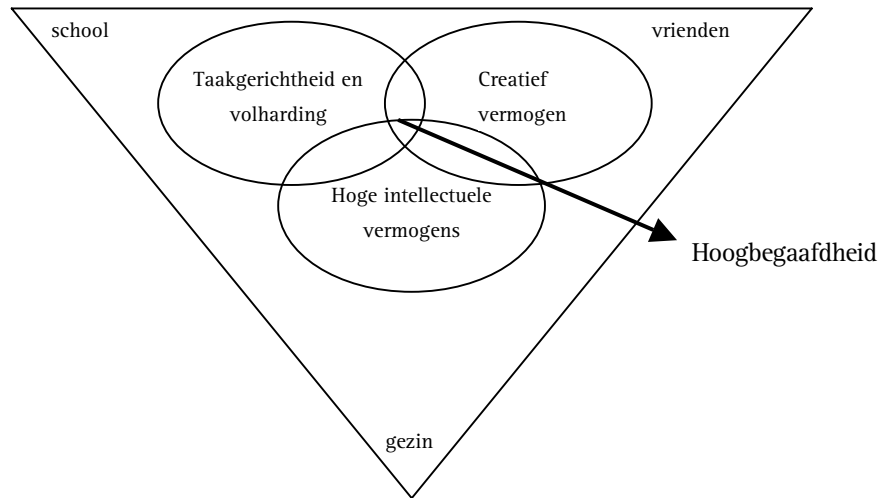 school
vrienden
Taakgerichtheid en
volharding
Creatief
vermogen
Hoge intellectuele
vermogens
Hoogbegaafdheid
gezin